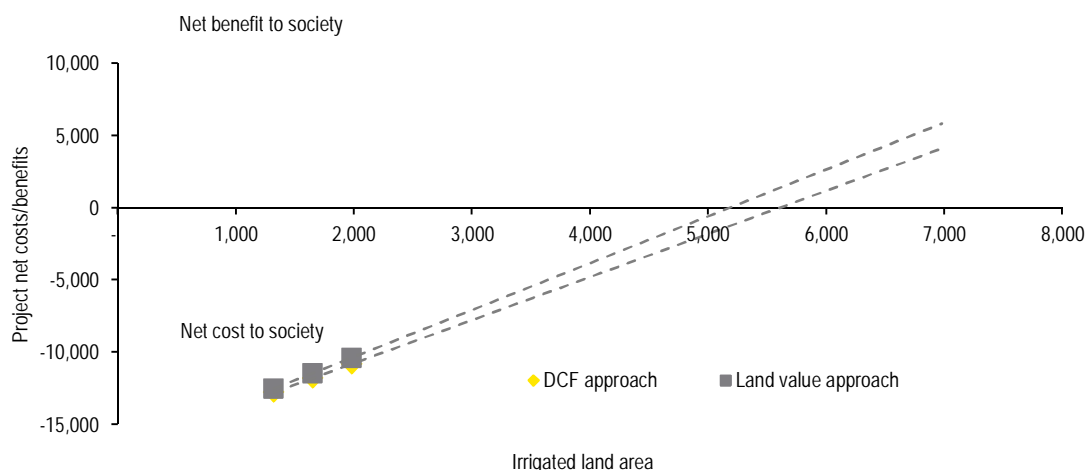 Net benefit to society
10,000
5,000
0
-
-5,000
-10,000
-15,000
Project net costs/benefits
1,000 2,000 3,000 4,000 5,000 6,000 7,000 8,000
Net cost to society
DCF approach Land value approach
Irrigated land area